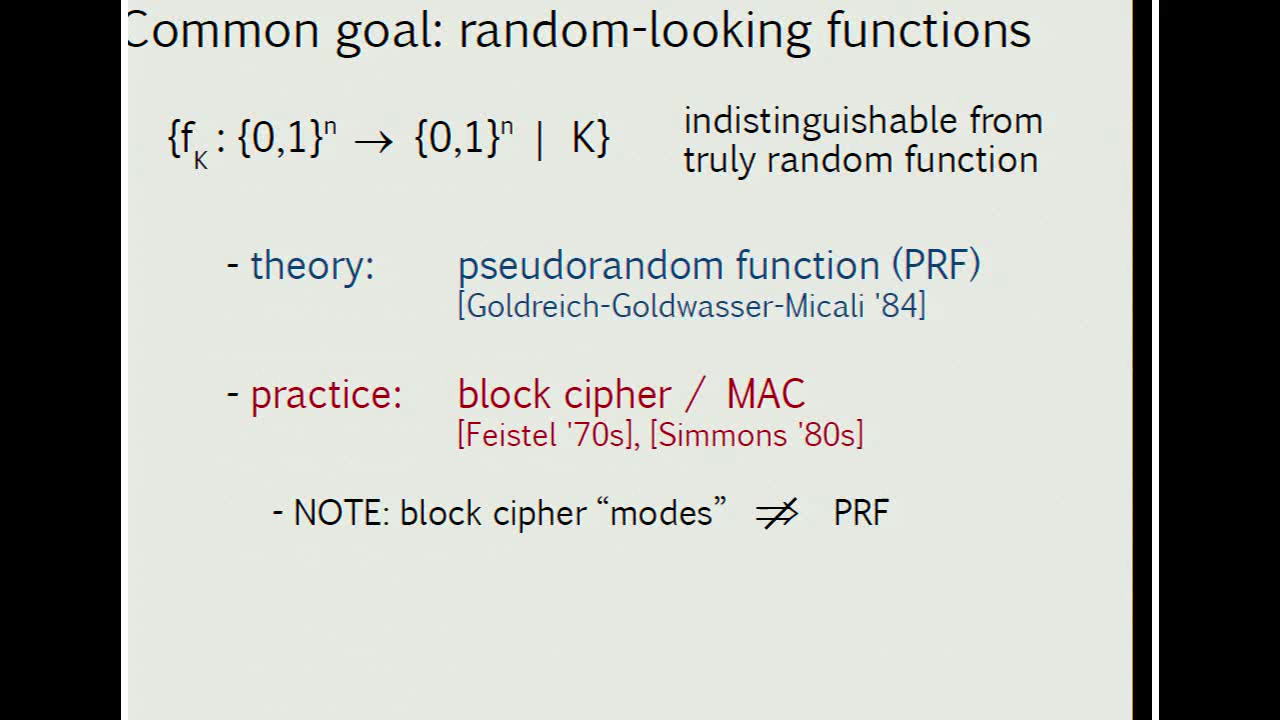 Common goal: random-looking functions
{f_K : {0,1}^n → {0,1}^n | K}
indistinguishable from
truly random function
- theory: pseudorandom function (PRF)
[Goldreich-Goldwasser-Micali '84]
- practice: block cipher / MAC
[Feistel '70s], [Simmons '80s]
- NOTE: block cipher “modes” ⇏ PRF